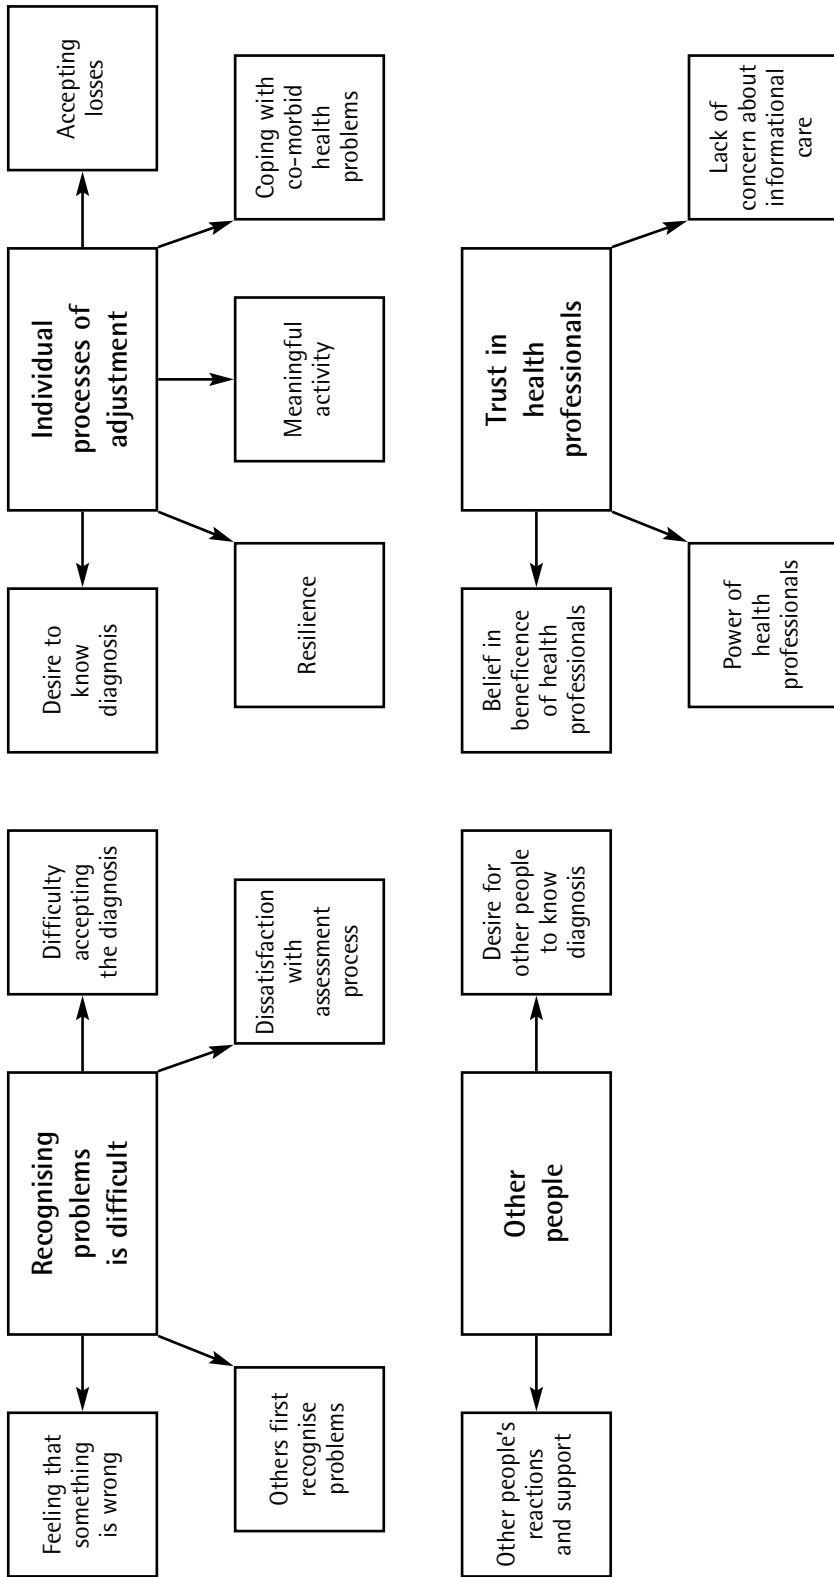 Feeling that
something
is wrong
Recognising
problems
is difficult
Difficulty
accepting
the diagnosis
Others first
recognise
problems
Dissatisfaction
with
assessment
process
Desire to
know
diagnosis
Individual
processes of
adjustment
Accepting
losses
Resilience
Meaningful
activity
Coping with
co-morbid
health
problems
Other people's
reactions
and support
Other
people
Desire for
other people
to know
diagnosis
Belief in
beneficence
of health
professionals
Trust in
health
professionals
Power of
health
professionals
Lack of
concern about
informational
care